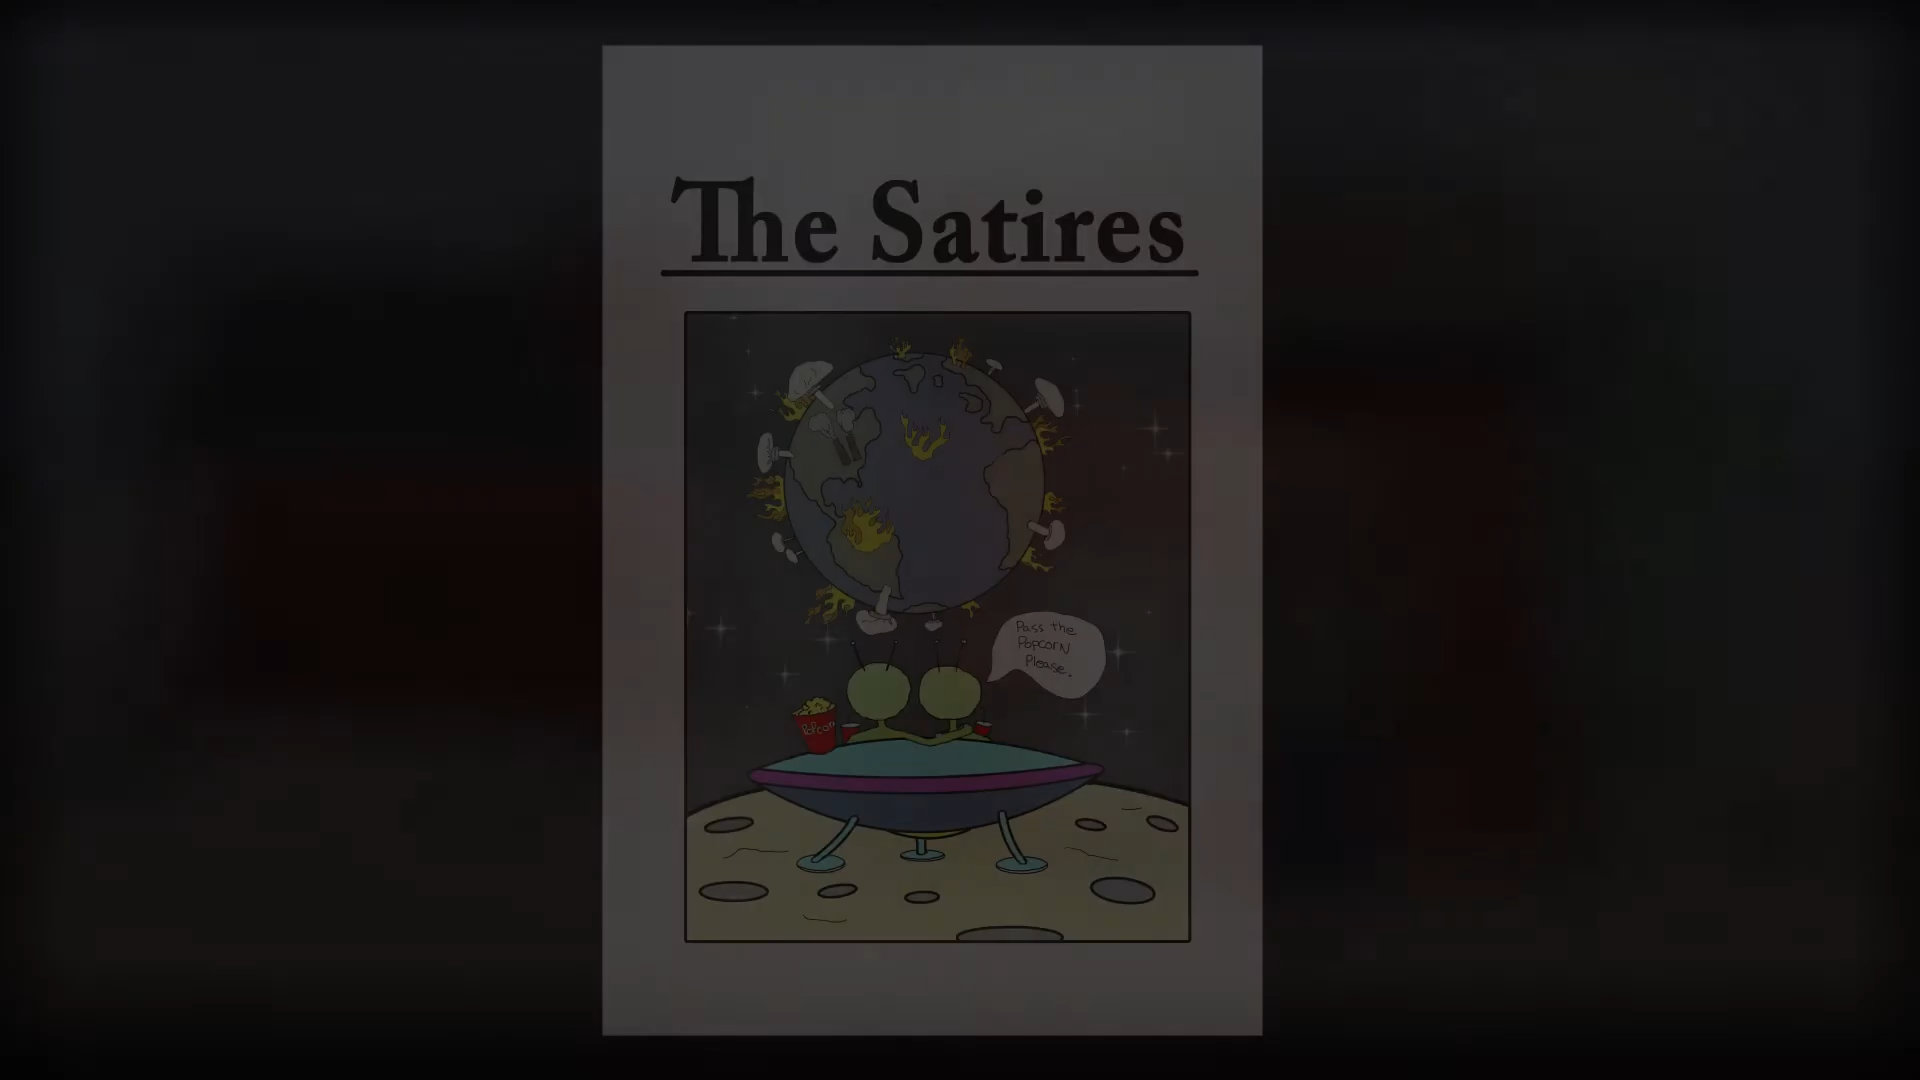 The Satires
Pass the
Popcorn
Please.
Popcorn